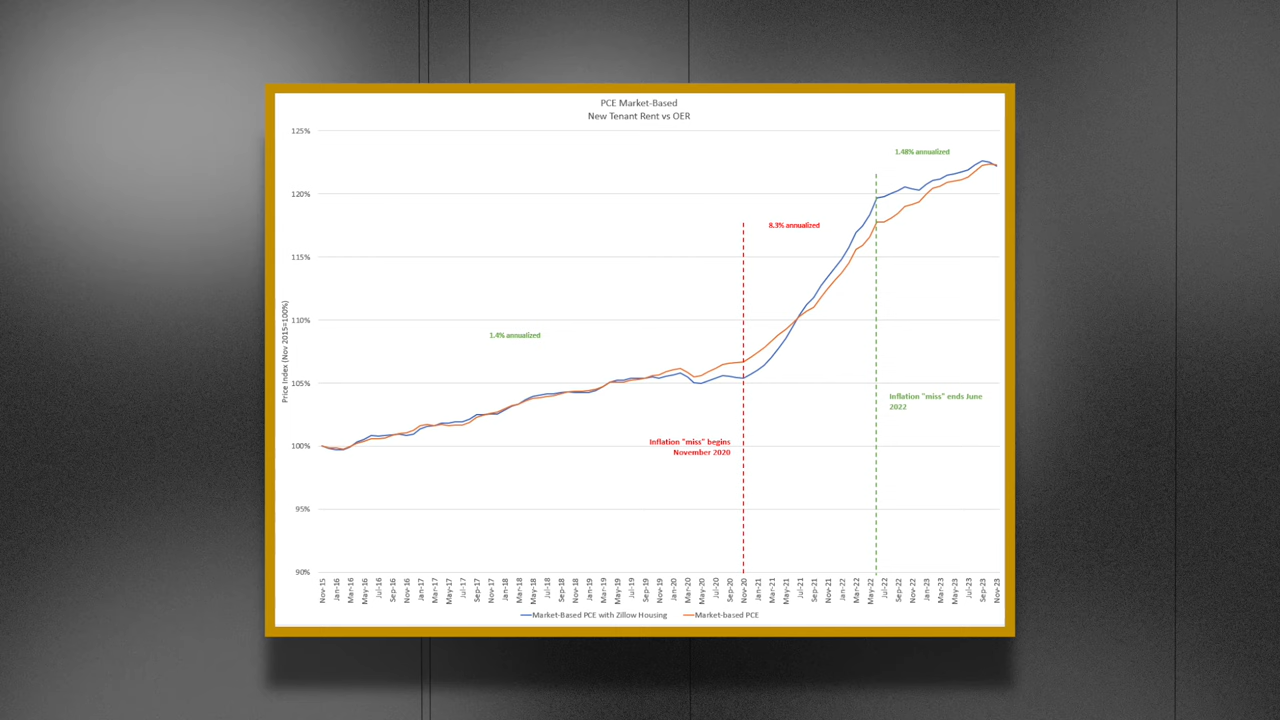 PCE Market-Based
New Tenant Rent vs OER
125%
120%
115%
110%
105%
100%
95%
90%
Price Index (Nov 2015=100%)
1.4% annualized
8.3% annualized
1.48% annualized
Inflation "miss" begins
November 2020
Inflation "miss" ends June
2022
Nov-15
Jan-16
Mar-16
May-16
Jul-16
Sep-16
Nov-16
Jan-17
Mar-17
May-17
Jul-17
Sep-17
Nov-17
Jan-18
Mar-18
May-18
Jul-18
Sep-18
Nov-18
Jan-19
Mar-19
May-19
Jul-19
Sep-19
Nov-19
Jan-20
Mar-20
May-20
Jul-20
Sep-20
Nov-20
Jan-21
Mar-21
May-21
Jul-21
Sep-21
Nov-21
Jan-22
Mar-22
May-22
Jul-22
Sep-22
Nov-22
Jan-23
Mar-23
May-23
Jul-23
Sep-23
Nov-23
Market-Based PCE with Zillow Housing
Market-based PCE